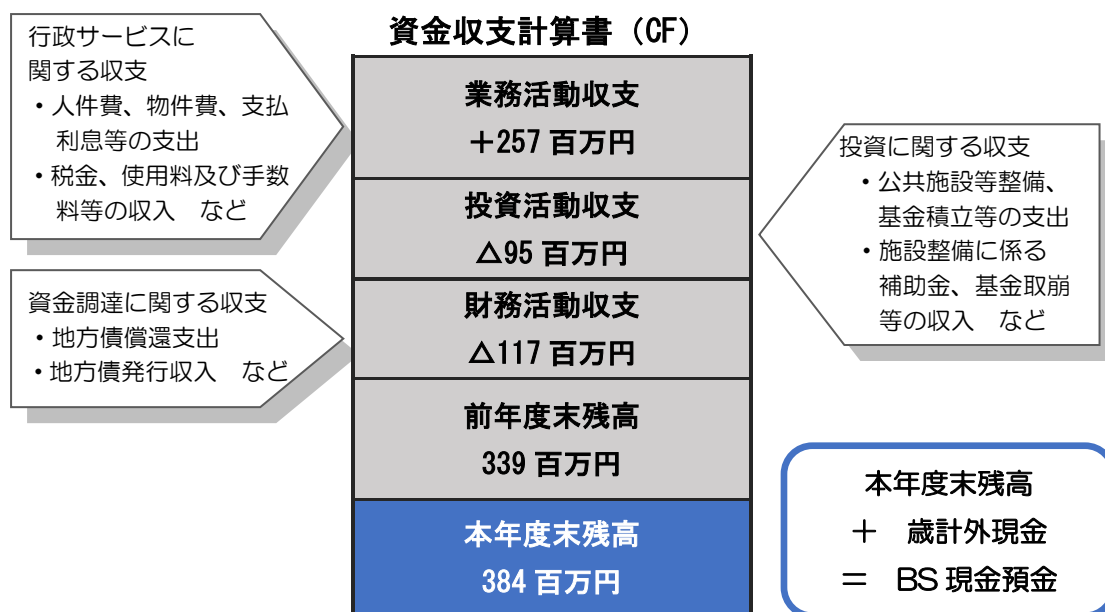 資金収支計算書（CF）
行政サービスに
関する収支
・人件費、物件費、支払
利息等の支出
・税金、使用料及び手数
料等の収入　など
資金調達に関する収支
・地方債償還支出
・地方債発行収入　など
業務活動収支
＋257 百万円
投資活動収支
△95 百万円
財務活動収支
△117 百万円
前年度末残高
339 百万円
本年度末残高
384 百万円
投資に関する収支
・公共施設等整備、
基金積立等の支出
・施設整備に係る
補助金、基金取崩
等の収入　など
本年度末残高
＋　歳計外現金
＝　BS 現金預金